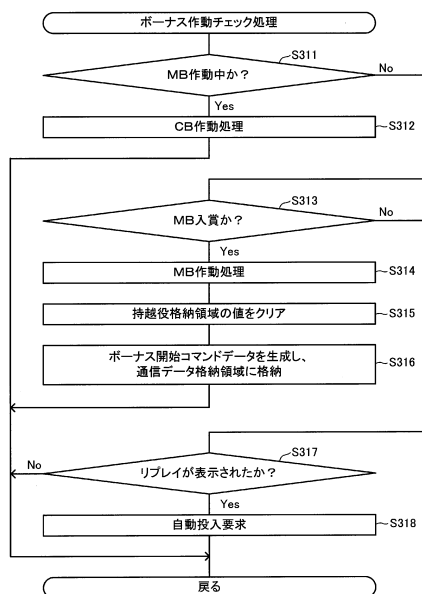 ボーナス作動チェック処理
S311
MB作動中か?
No
Yes
CB作動処理
S312
S313
MB入賞か?
No
Yes
MB作動処理
S314
持越役格納領域の値をクリア
S315
ボーナス開始コマンドデータを生成し、
通信データ格納領域に格納
S316
S317
No
リプレイが表示されたか?
Yes
自動投入要求
S318
戻る